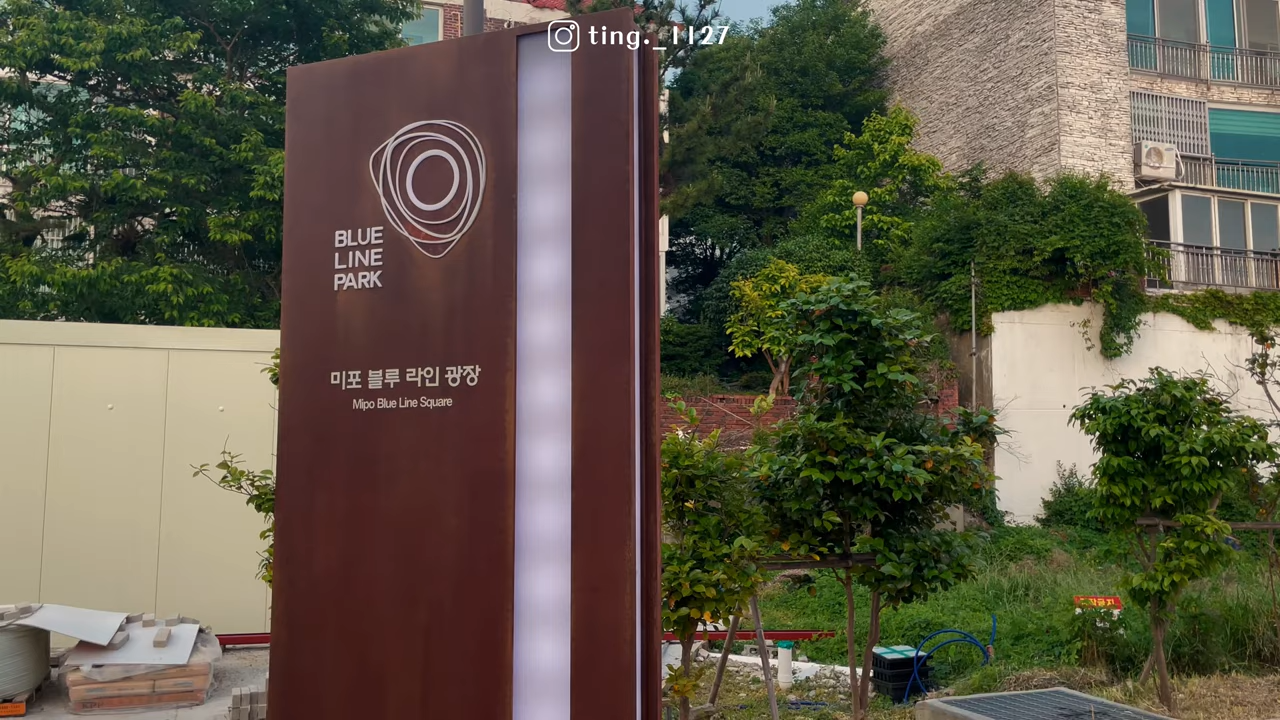 ting._1127
BLUE
LINE
PARK
미포 블루 라인 광장
Mipo Blue Line Square